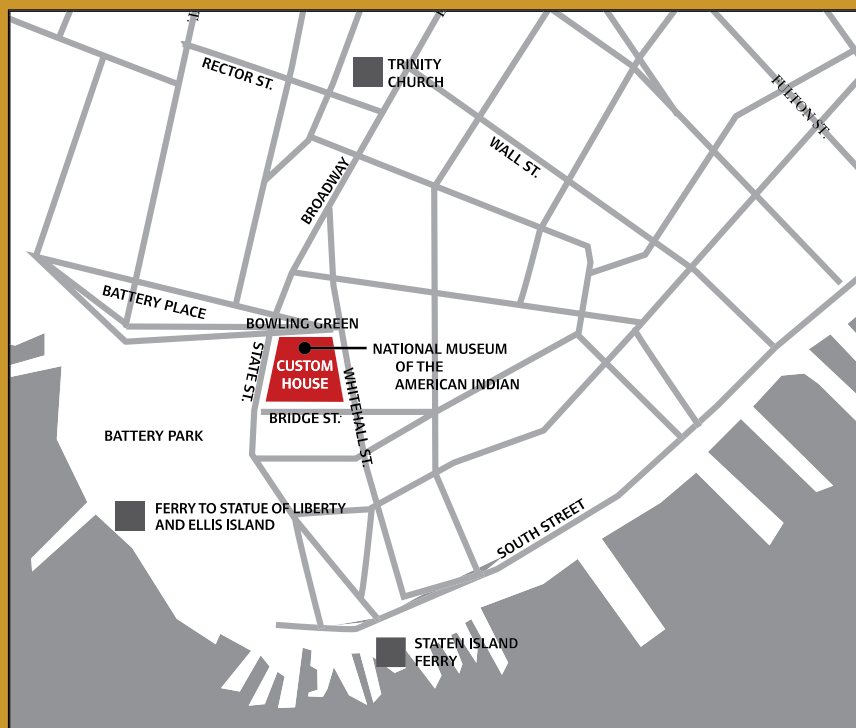 ST.
TRINITY
CHURCH
RECTOR ST.
FULTON ST.
WALL ST.
BROADWAY
BATTERY PLACE
BOWLING GREEN
STATE ST.
CUSTOM
HOUSE
WHITEHALL ST.
NATIONAL MUSEUM
OF THE
AMERICAN INDIAN
BRIDGE ST.
BATTERY PARK
FERRY TO STATUE OF LIBERTY
AND ELLIS ISLAND
SOUTH STREET
STATEN ISLAND
FERRY